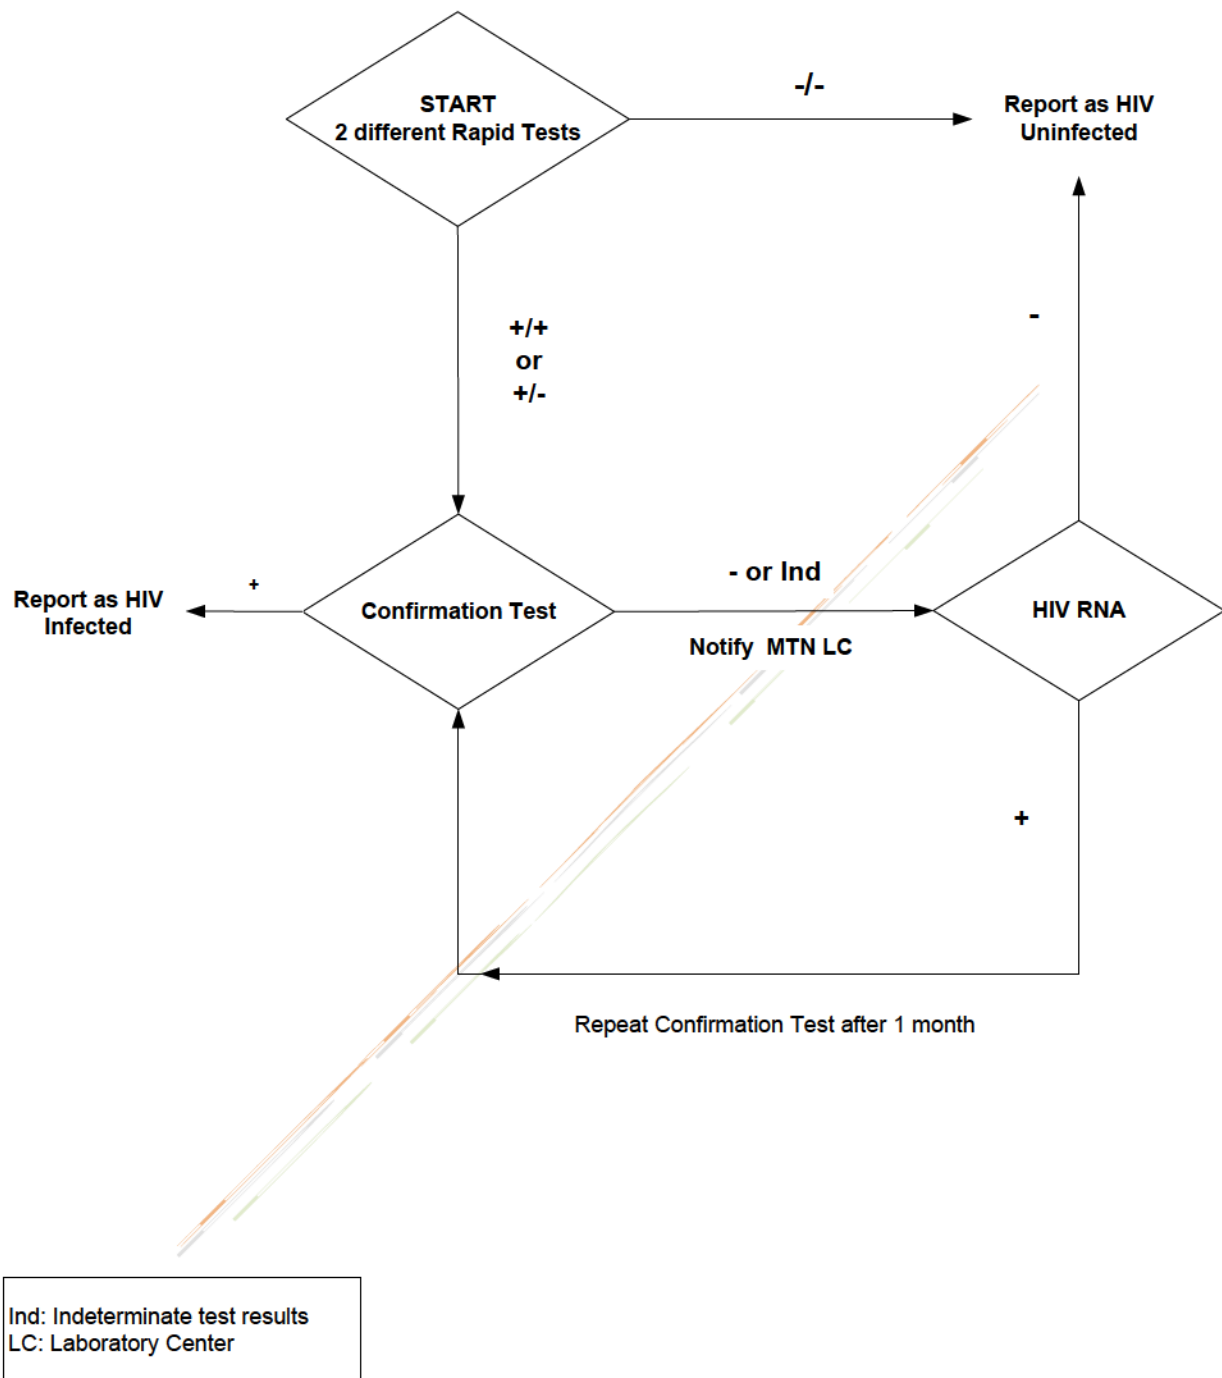 START
2 different Rapid Tests
-/-
Report as HIV
Uninfected
+/+
or
+/-
-
Report as HIV
Infected
+
Confirmation Test
- or Ind
Notify MTN LC
HIV RNA
+
Repeat Confirmation Test after 1 month
Ind: Indeterminate test results
LC: Laboratory Center